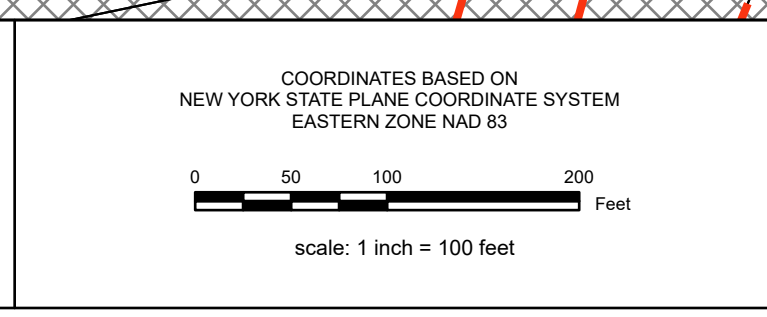 COORDINATES BASED ON
NEW YORK STATE PLANE COORDINATE SYSTEM
EASTERN ZONE NAD 83
0 50 100 200
Feet
scale: 1 inch = 100 feet